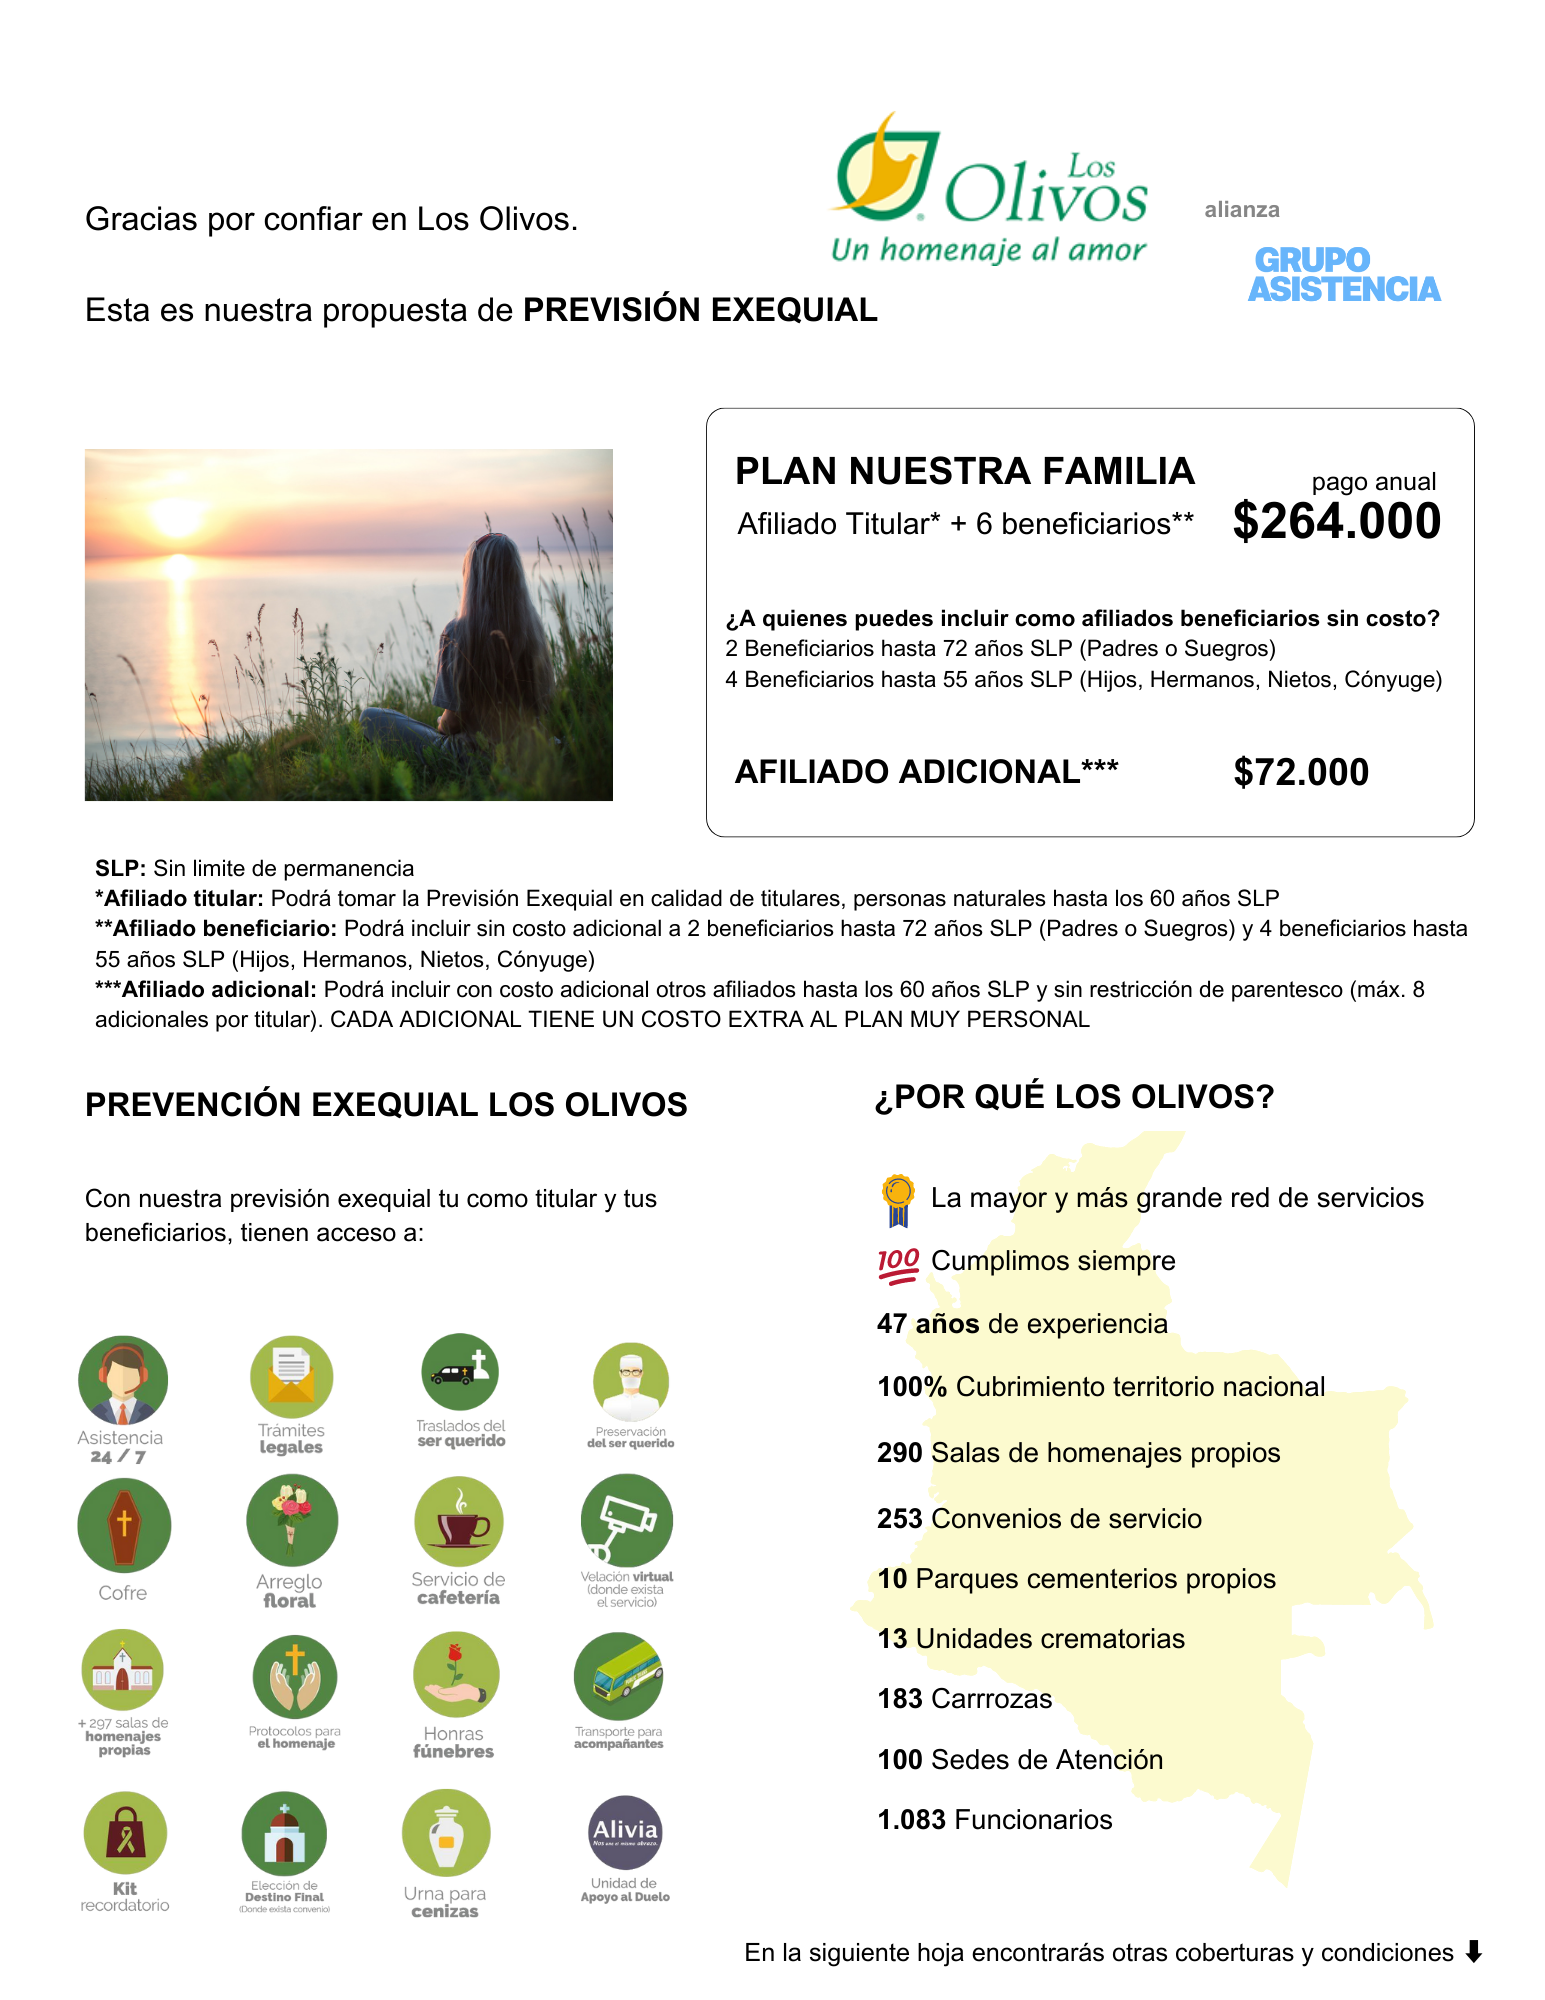 Los
Olivos
Un homenaje al amor
alianza
GRUPO
ASISTENCIA
Gracias por confiar en Los Olivos.
Esta es nuestra propuesta de PREVISIÓN EXEQUIAL
PLAN NUESTRA FAMILIA
pago anual
Afiliado Titular* + 6 beneficiarios**
$264.000
¿A quienes puedes incluir como afiliados beneficiarios sin costo?
2 Beneficiarios hasta 72 años SLP (Padres o Suegros)
4 Beneficiarios hasta 55 años SLP (Hijos, Hermanos, Nietos, Cónyuge)
AFILIADO ADICIONAL***
$72.000
SLP: Sin limite de permanencia
*Afiliado titular: Podrá tomar la Previsión Exequial en calidad de titulares, personas naturales hasta los 60 años SLP
**Afiliado beneficiario: Podrá incluir sin costo adicional a 2 beneficiarios hasta 72 años SLP (Padres o Suegros) y 4 beneficiarios hasta
55 años SLP (Hijos, Hermanos, Nietos, Cónyuge)
***Afiliado adicional: Podrá incluir con costo adicional otros afiliados hasta los 60 años SLP y sin restricción de parentesco (máx. 8
adicionales por titular). CADA ADICIONAL TIENE UN COSTO EXTRA AL PLAN MUY PERSONAL
PREVENCIÓN EXEQUIAL LOS OLIVOS
Con nuestra previsión exequial tu como titular y tus
beneficiarios, tienen acceso a:
Asistencia
24 / 7
Trámites
legales
Traslados del
ser querido
Preservación
del ser querido
Cofre
Arreglo
floral
Servicio de
cafetería
Velación virtual
(donde exista
el servicio)
+ 297 salas de
homenajes
propias
Protocolos para
el homenaje
Honras
fúnebres
Transporte para
acompañantes
Kit
recordatorio
Elección de
Destino Final
(Donde exista convenio)
Urna para
cenizas
Alivia
Nos une el mismo abrazo.
Unidad de
Apoyo al Duelo
¿POR QUÉ LOS OLIVOS?
La mayor y más grande red de servicios
100 Cumplimos siempre
47 años de experiencia
100% Cubrimiento territorio nacional
290 Salas de homenajes propios
253 Convenios de servicio
10 Parques cementerios propios
13 Unidades crematorias
183 Carrrozas
100 Sedes de Atención
1.083 Funcionarios
En la siguiente hoja encontrarás otras coberturas y condiciones